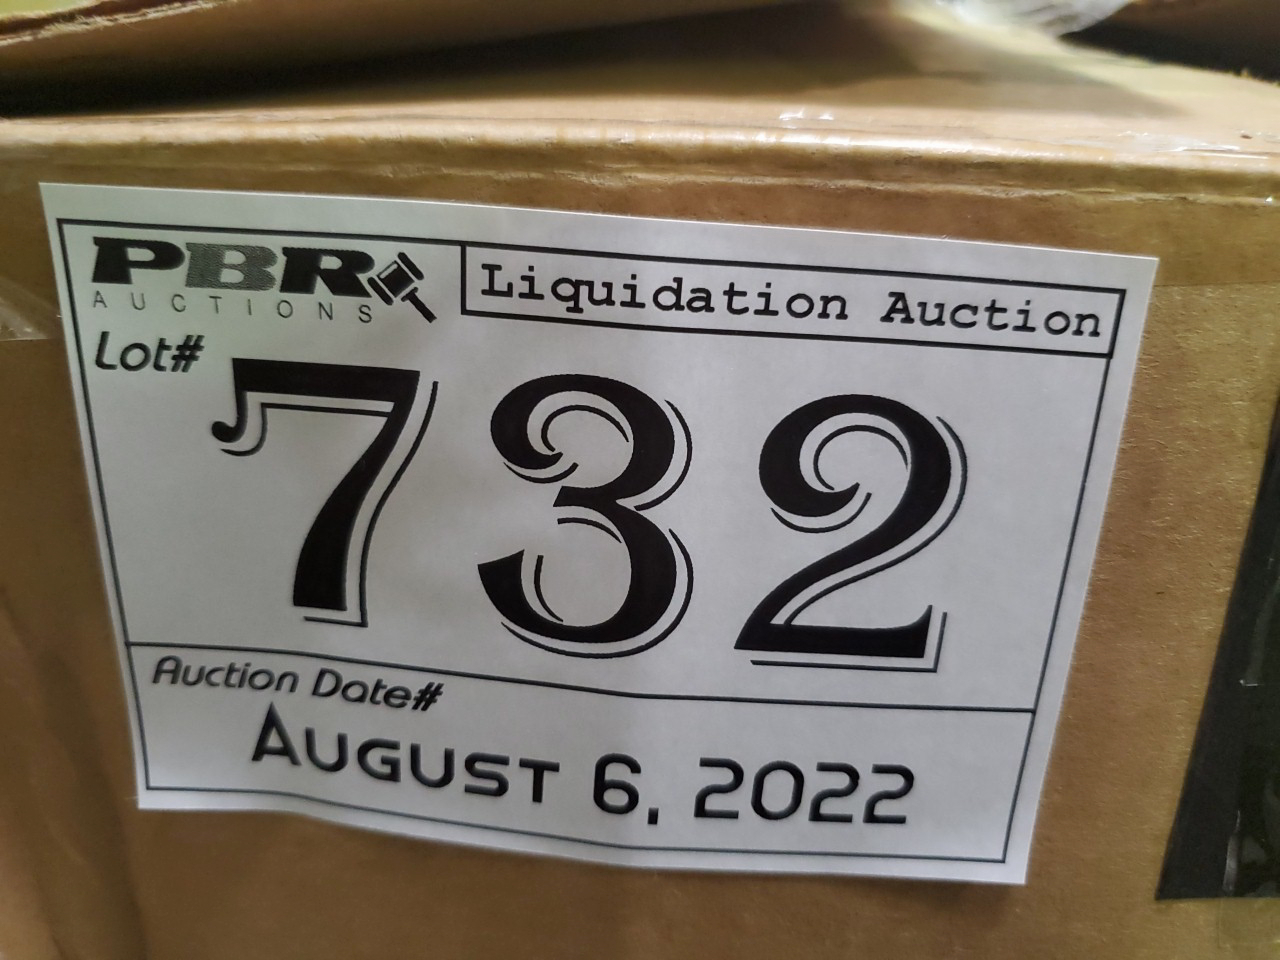 PBR
AUCTIONS
Liquidation Auction
Lot#
732
Auction Date#
August 6, 2022